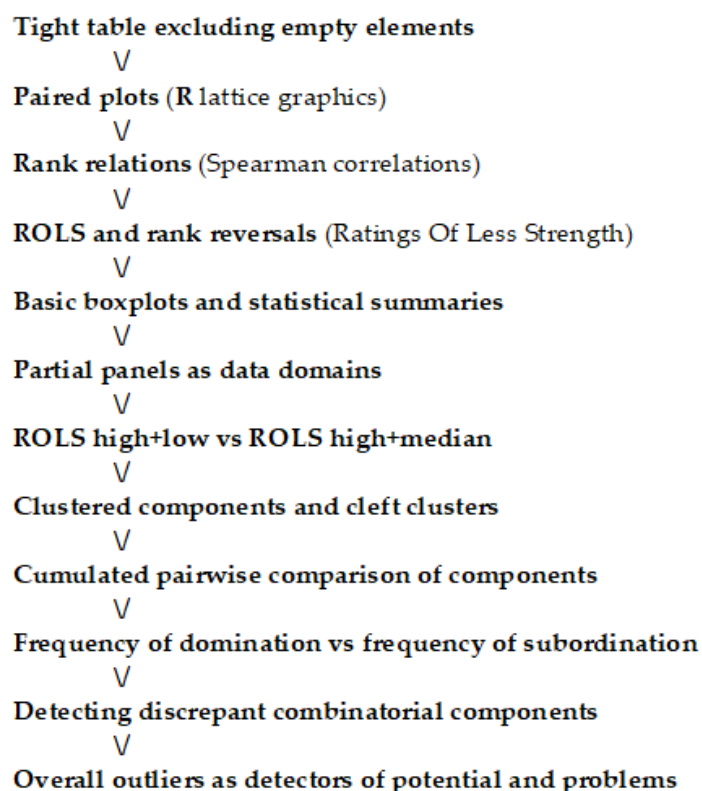 Tight table excluding empty elements
\/
Paired plots (R lattice graphics)
\/
Rank relations (Spearman correlations)
\/
ROLS and rank reversals (Ratings Of Less Strength)
\/
Basic boxplots and statistical summaries
\/
Partial panels as data domains
\/
ROLS high+low vs ROLS high+median
\/
Clustered components and cleft clusters
\/
Cumulated pairwise comparison of components
\/
Frequency of domination vs frequency of subordination
\/
Detecting discrepant combinatorial components
\/
Overall outliers as detectors of potential and problems